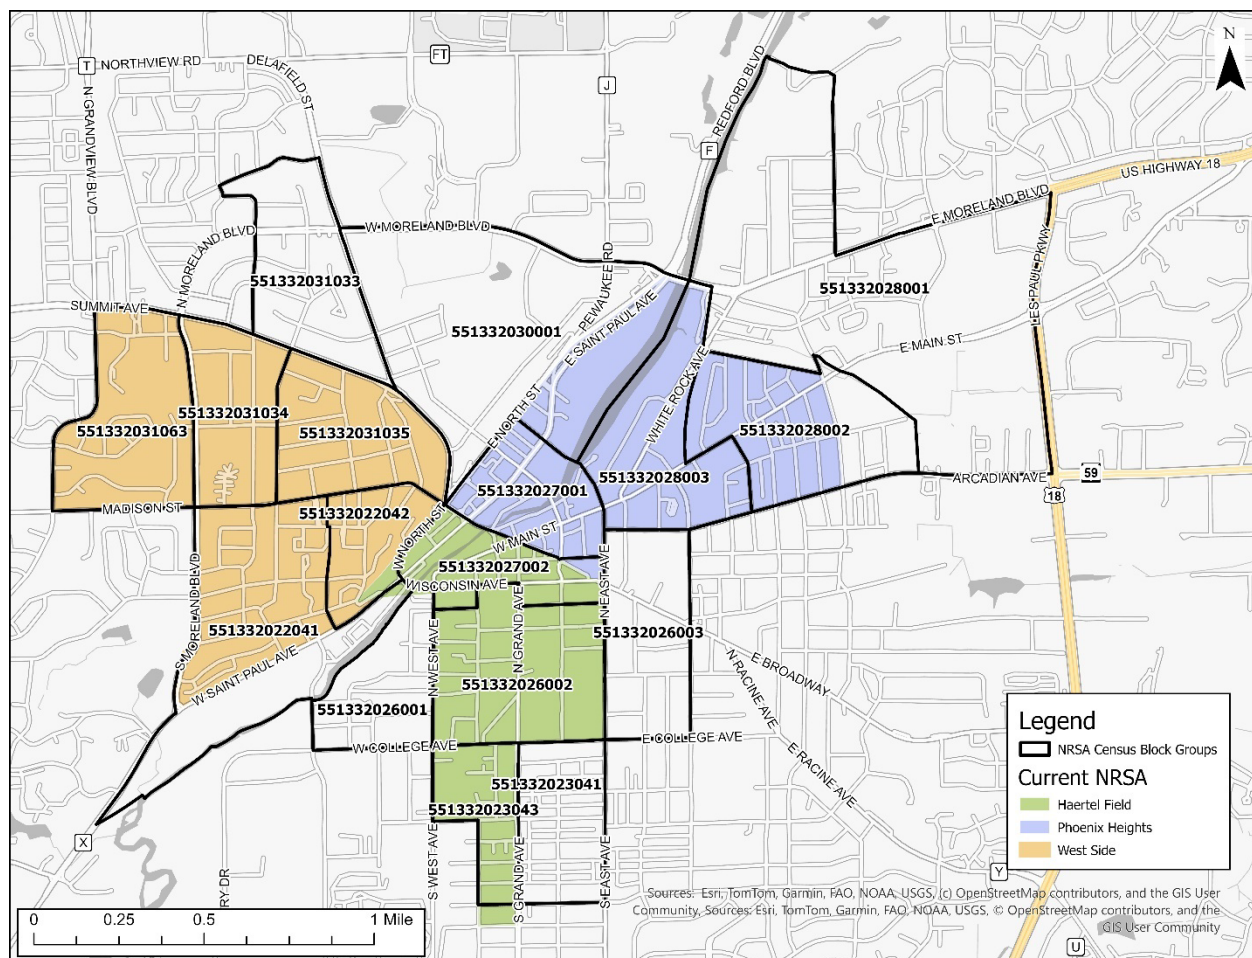 N
FT
T
NORTHVIEW RD
DELAFIELD ST
J
REDFORD BLVD
F
N GRANDVIEW BLVD
US HIGHWAY 18
E MORELAND BLVD
W MORELAND BLVD
N MORELAND BLVD
PEWAUKEE RD
LES PAUL PKWY
551332031033
551332028001
SUMMIT AVE
E SAINT PAUL AVE
551332030001
E MAIN ST
WHITE ROCK AVE
E NORTH ST
551332031034
551332031063
551332031035
551332028002
ARCADIAN AVE
59
18
551332027001
551332028003
MADISON ST
551332022042
W NORTH ST
W MAIN ST
551332027002
WISCONSIN AVE
N EAST AVE
S MORELAND BLVD
551332022041
551332026003
N GRAND AVE
N WEST AVE
W SAINT PAUL AVE
E BROADWAY
N RACINE AVE
551332026002
551332026001
W COLLEGE AVE
E COLLEGE AVE
E RACINE AVE
551332023041
551332023043
X
S WEST AVE
S GRAND AVE
S EAST AVE
RY-DR
Y
U
Legend
NRSA Census Block Groups
Current NRSA
Haertel Field
Phoenix Heights
West Side
Sources: Esri, TomTom, Garmin, FAO, NOAA, USGS, (c) OpenStreetMap contributors, and the GIS User
Community, Sources: Esri, TomTom, Garmin, FAO, NOAA, USGS, © OpenStreetMap contributors, and the
GIS User Community
0 0.25 0.5 1 Mile